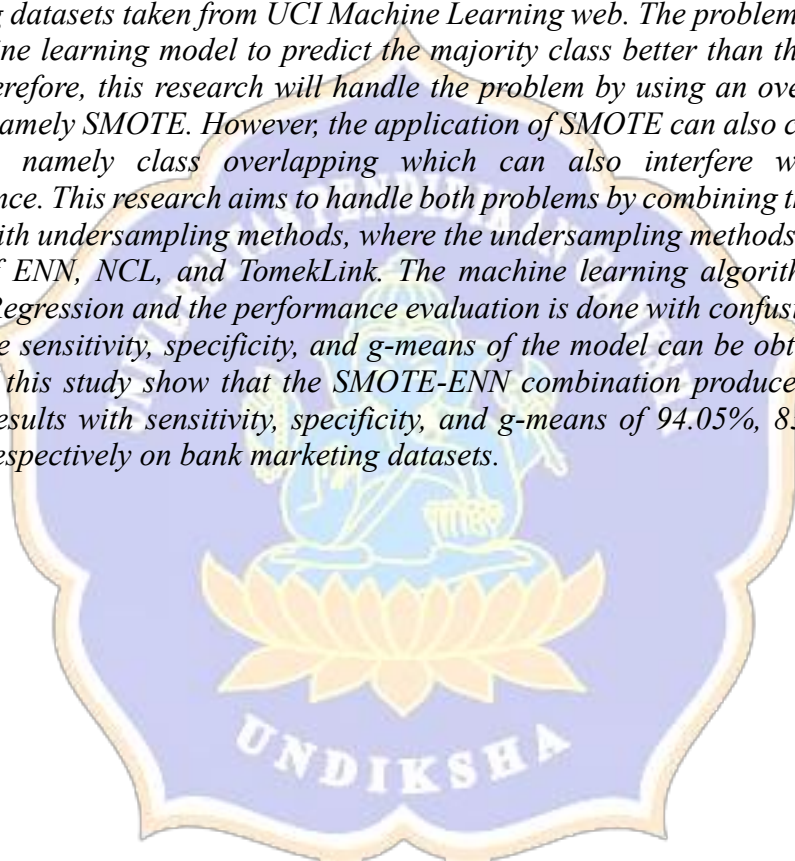 g datasets taken from UCI Machine Learning web. The problem
ine learning model to predict the majority class better than th
erefore, this research will handle the problem by using an ove
amely SMOTE. However, the application of SMOTE can also c
namely class overlapping which can also interfere w
nce. This research aims to handle both problems by combining t
ith undersampling methods, where the undersampling methods
f ENN, NCL, and TomekLink. The machine learning algorith
Regression and the performance evaluation is done with confus
e sensitivity, specificity, and g-means of the model can be obt
this study show that the SMOTE-ENN combination produce
esults with sensitivity, specificity, and g-means of 94.05%, 8
espectively on bank marketing datasets.
UNIVERSITAS PENDIDIKAN GANESHA
UNDIKSHA